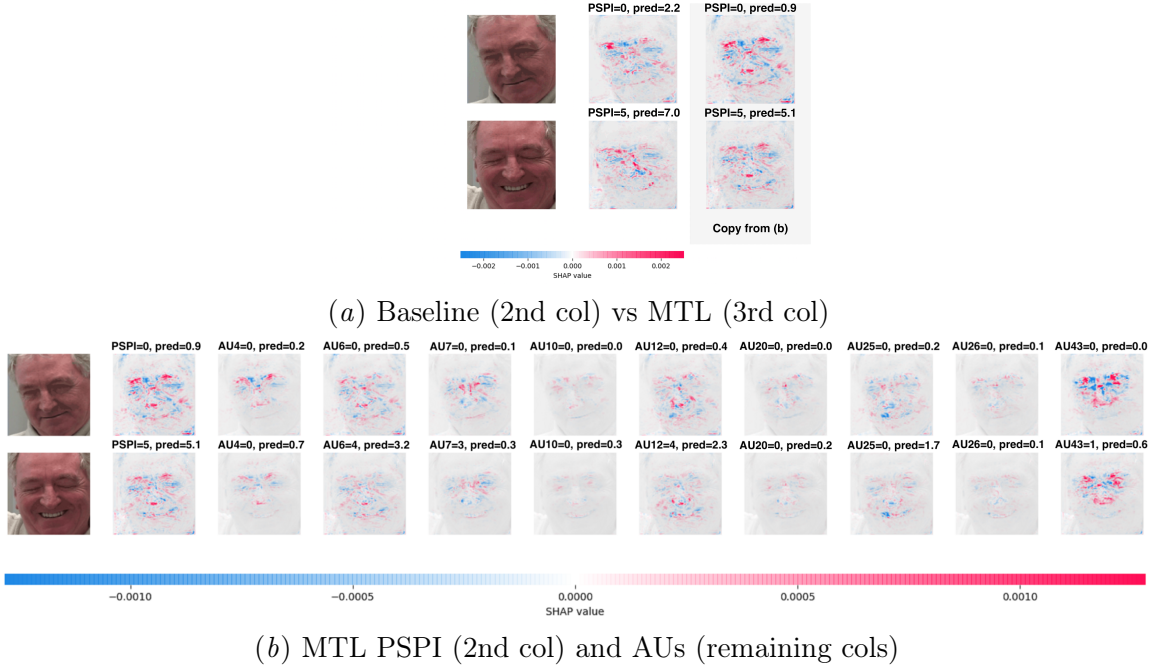 PSPI=0, pred=2.2 PSPI=0, pred=0.9
PSPI=5, pred=7.0 PSPI=5, pred=5.1
Copy from (b)
−0.002 −0.001 0.000 0.001 0.002
SHAP value
(a) Baseline (2nd col) vs MTL (3rd col)
PSPI=0, pred=0.9 AU4=0, pred=0.2 AU6=0, pred=0.5 AU7=0, pred=0.1 AU10=0, pred=0.0 AU12=0, pred=0.4 AU20=0, pred=0.0 AU25=0, pred=0.2 AU26=0, pred=0.1 AU43=0, pred=0.0
PSPI=5, pred=5.1 AU4=0, pred=0.7 AU6=4, pred=3.2 AU7=3, pred=0.3 AU10=0, pred=0.3 AU12=4, pred=2.3 AU20=0, pred=0.2 AU25=0, pred=1.7 AU26=0, pred=0.1 AU43=1, pred=0.6
−0.0010 −0.0005 0.0000 0.0005 0.0010
SHAP value
(b) MTL PSPI (2nd col) and AUs (remaining cols)